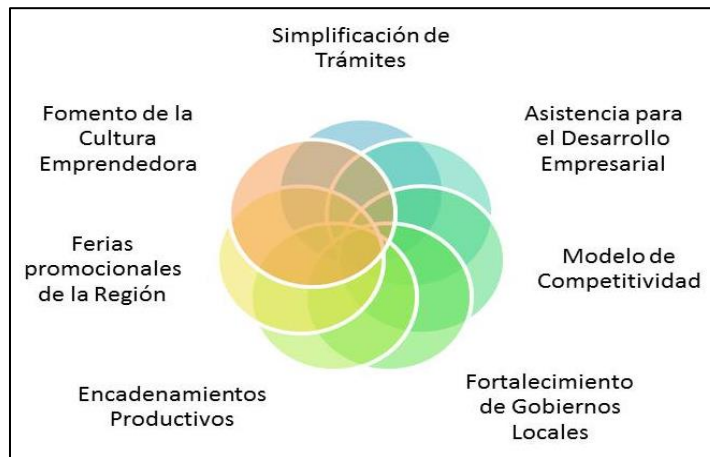 Simplificación de
Trámites
Asistencia para
el Desarrollo
Empresarial
Modelo de
Competitividad
Fortalecimiento
de Gobiernos
Locales
Encadenamientos
Productivos
Ferias
promocionales
de la Región
Fomento de la
Cultura
Emprendedora